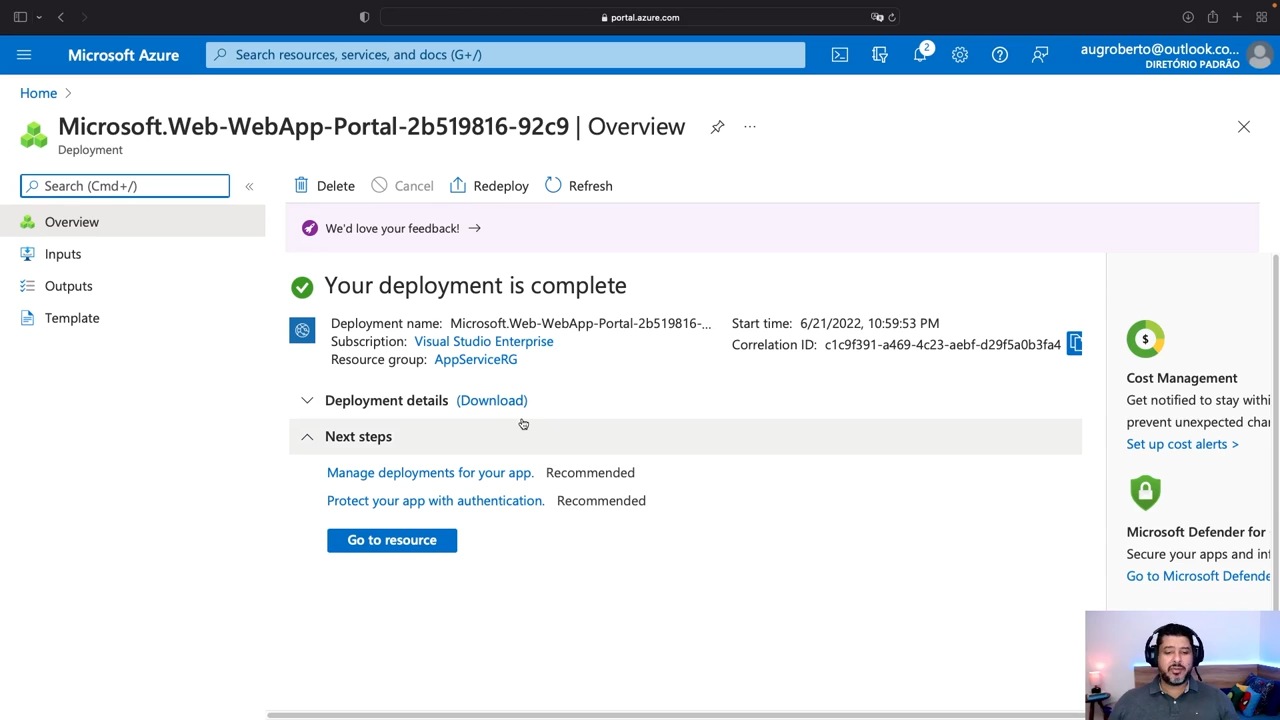 portal.azure.com
Microsoft Azure
Search resources, services, and docs (G+/)
2
augroberto@outlook.co...
DIRETÓRIO PADRÃO
Home
Microsoft.Web-WebApp-Portal-2b519816-92c9 | Overview
Deployment
Search (Cmd+/)
Delete
Cancel
Redeploy
Refresh
Overview
Inputs
Outputs
Template
We'd love your feedback!
Your deployment is complete
Deployment name: Microsoft.Web-WebApp-Portal-2b519816-...
Subscription: Visual Studio Enterprise
Resource group: AppServiceRG
Start time: 6/21/2022, 10:59:53 PM
Correlation ID: c1c9f391-a469-4c23-aebf-d29f5a0b3fa4
Deployment details (Download)
Next steps
Manage deployments for your app. Recommended
Protect your app with authentication. Recommended
Go to resource
$
Cost Management
Get notified to stay withi
prevent unexpected cha
Set up cost alerts >
Microsoft Defender for
Secure your apps and inf
Go to Microsoft Defende